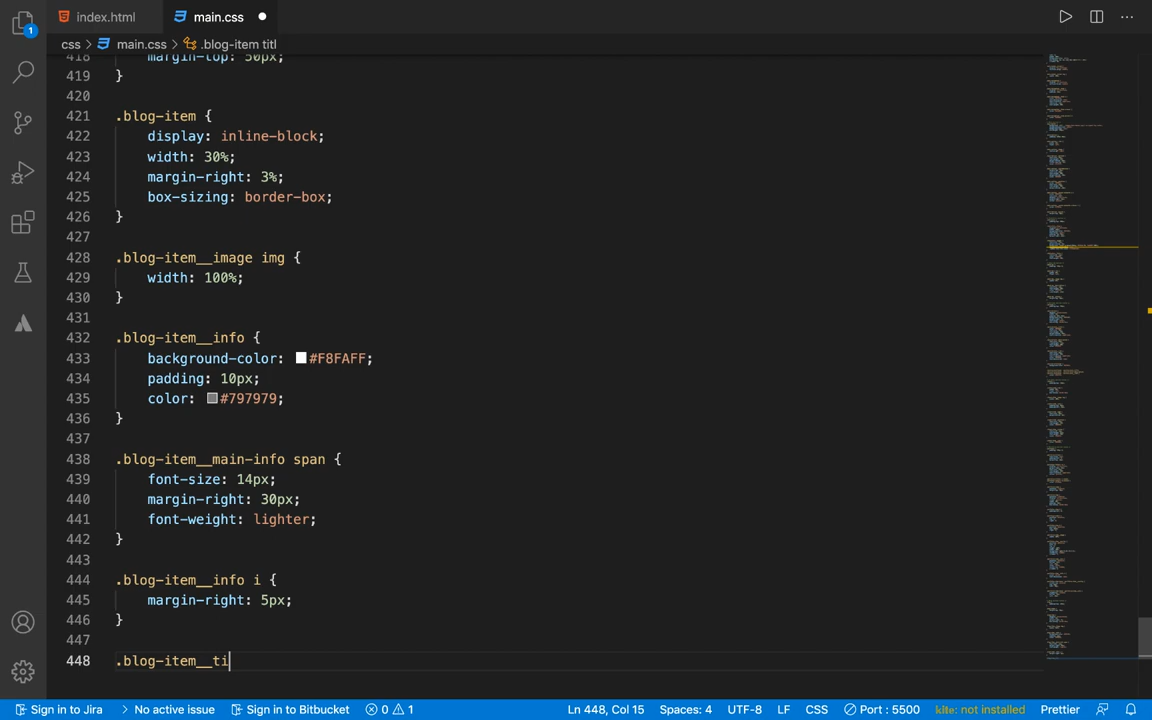 index.html
main.css
css > main.css > .blog-item titl
418 margin-top: 50px;
419 }
420
421 .blog-item {
422 display: inline-block;
423 width: 30%;
424 margin-right: 3%;
425 box-sizing: border-box;
426 }
427
428 .blog-item__image img {
429 width: 100%;
430 }
431
432 .blog-item__info {
433 background-color: #F8FAFF;
434 padding: 10px;
435 color: #797979;
436 }
437
438 .blog-item__main-info span {
439 font-size: 14px;
440 margin-right: 30px;
441 font-weight: lighter;
442 }
443
444 .blog-item__info i {
445 margin-right: 5px;
446 }
447
448 .blog-item__ti
1
Sign in to Jira No active issue Sign in to Bitbucket 0 1 Ln 448, Col 15 Spaces: 4 UTF-8 LF CSS Port : 5500 kite: not installed Prettier